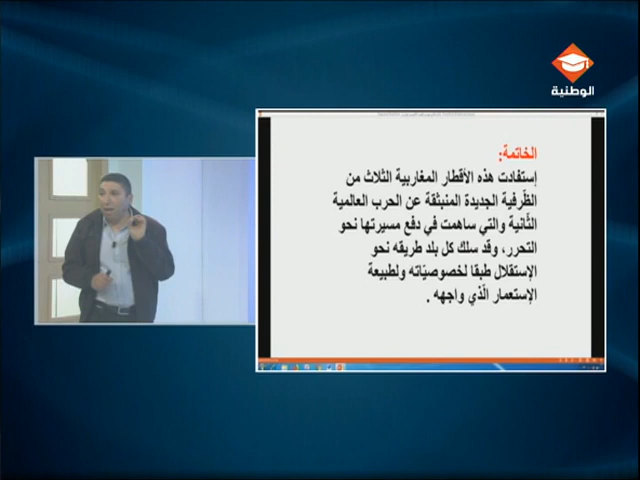 الوطنية
الخاتمة:
إستفادت هذه الأقطار المغاربية الثلاث من
الظّرفية الجديدة المنبثقة عن الحرب العالمية
الثّانية والتي ساهمت في دفع مسيرتها نحو
التحرر، وقد سلك كل بلد طريقه نحو
الإستقلال طبقا لخصوصيّاته ولطبيعة
الإستعمار الّذي واجهه .